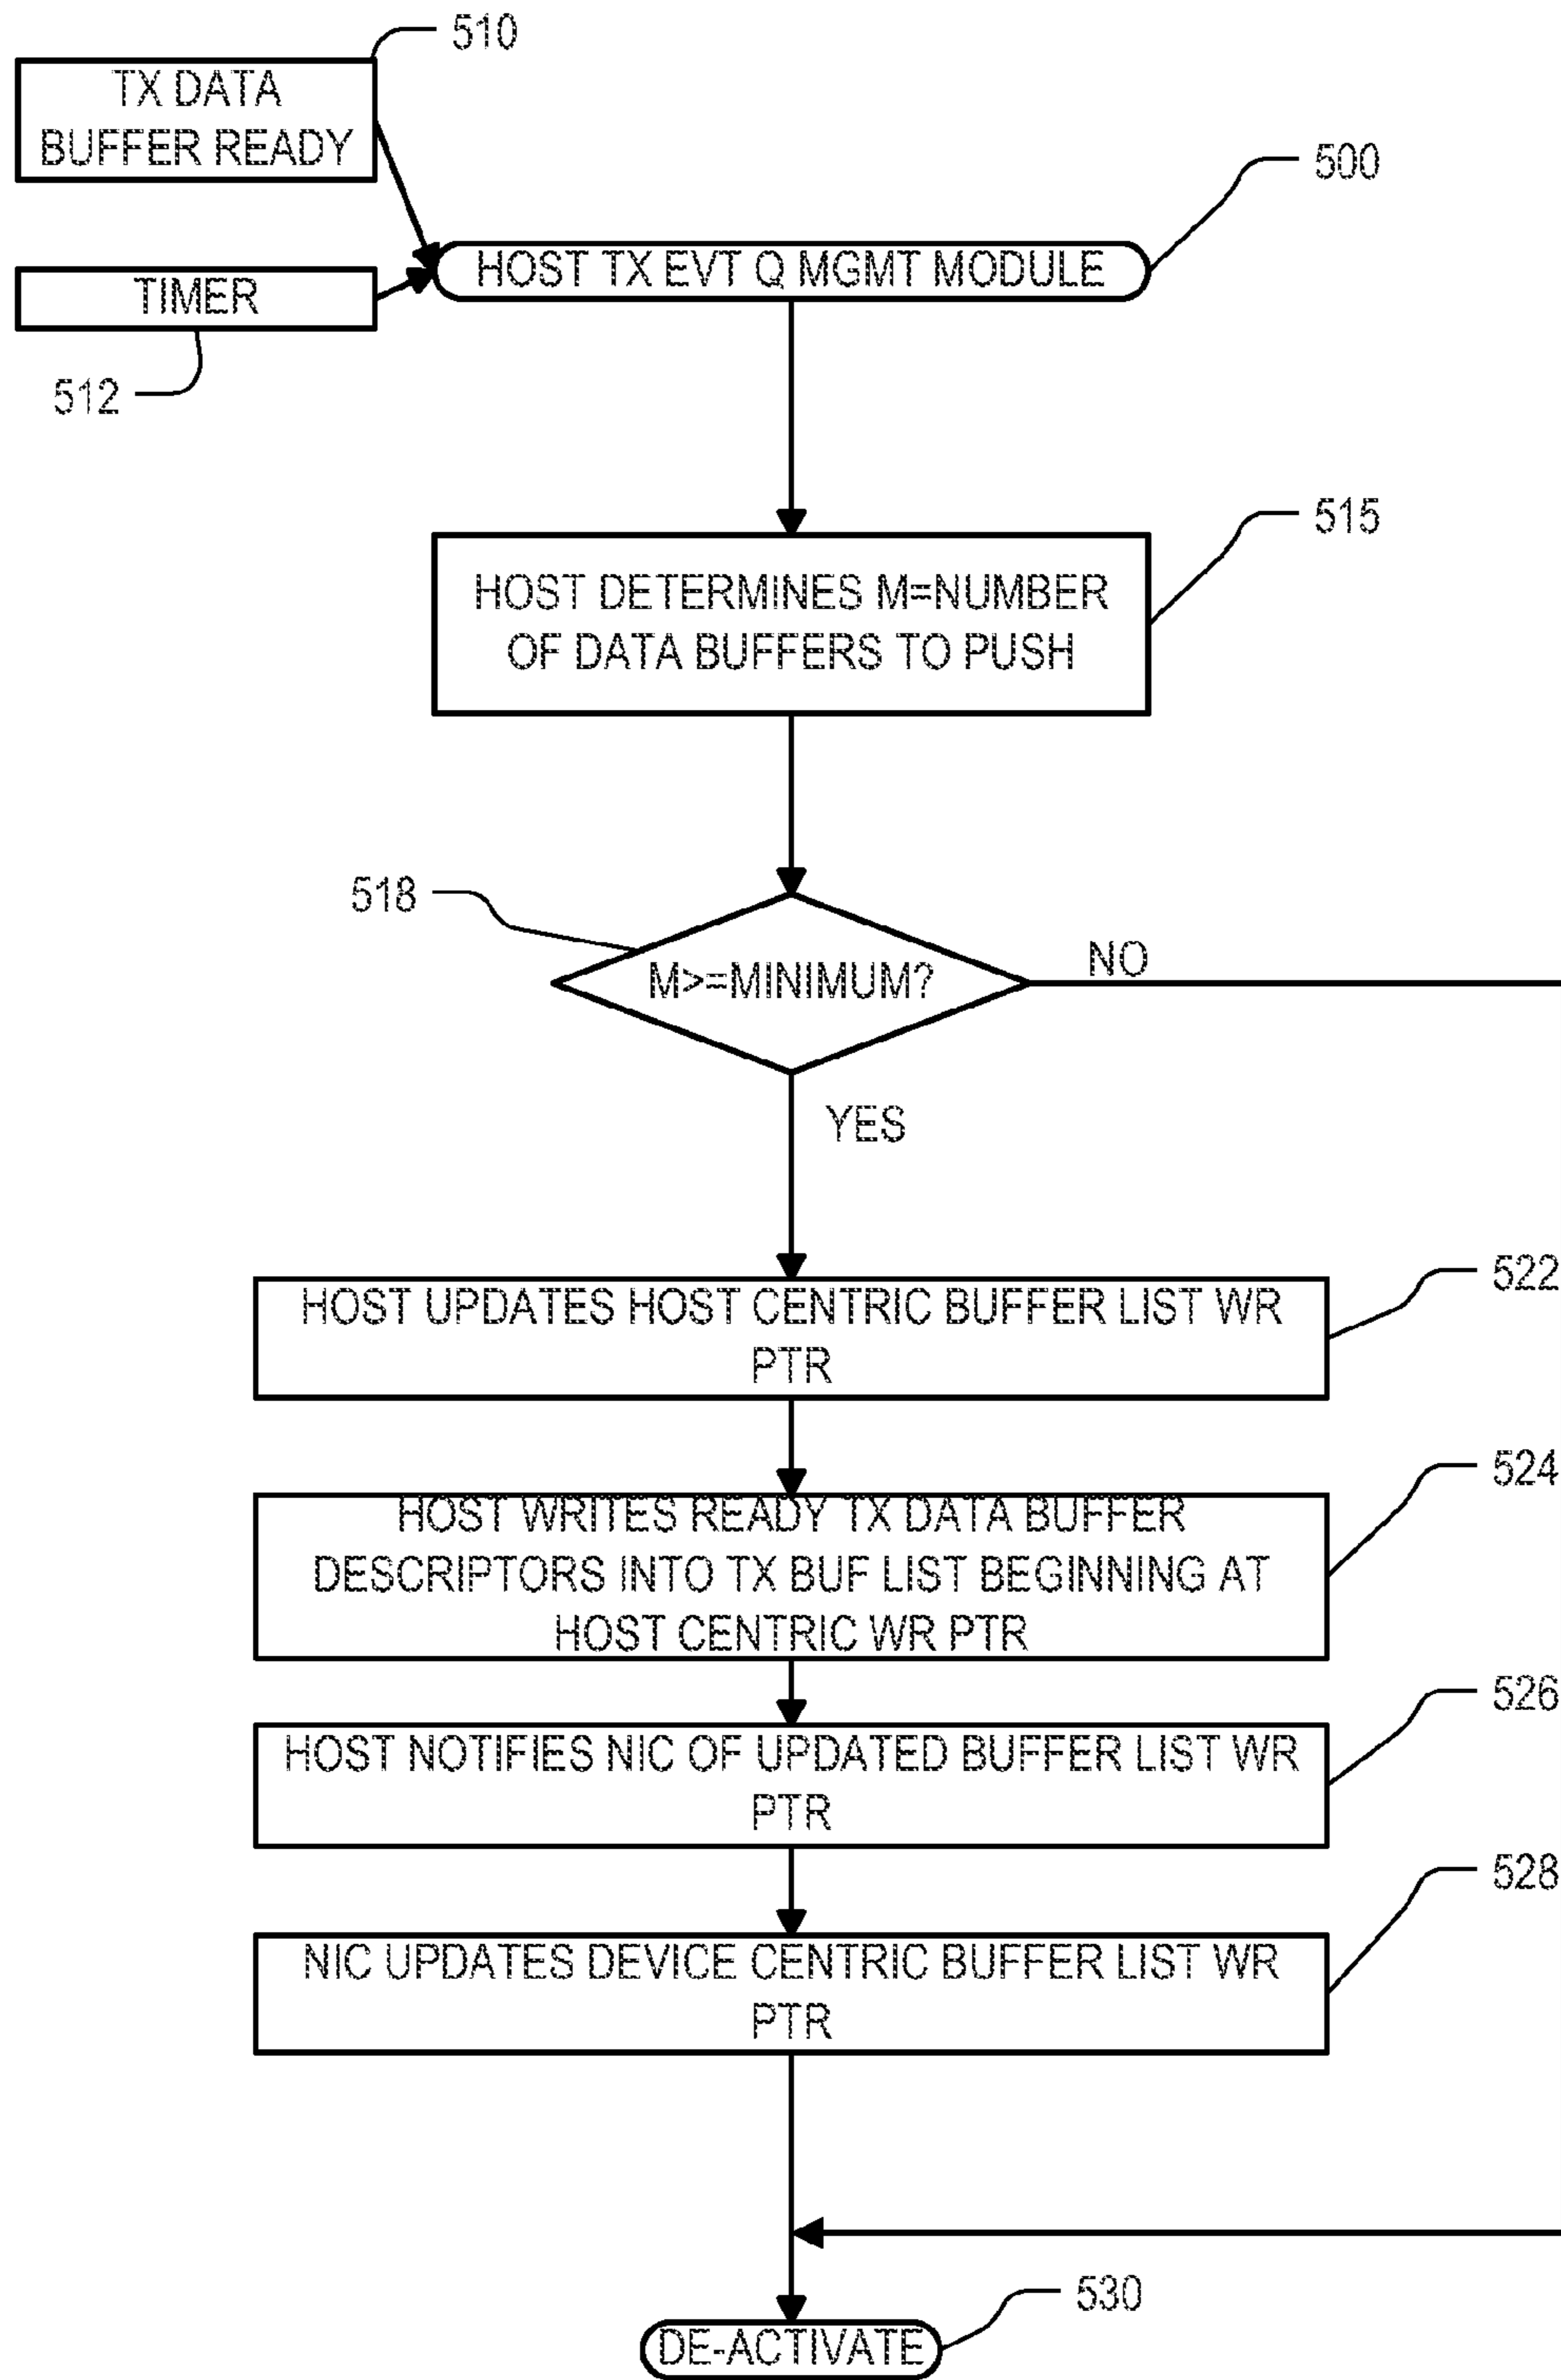 510
TX DATA
BUFFER READY
500
HOST TX EVT Q MGMT MODULE
TIMER
512
515
HOST DETERMINES M=NUMBER
OF DATA BUFFERS TO PUSH
518
M>=MINIMUM?
NO
YES
522
HOST UPDATES HOST CENTRIC BUFFER LIST WR
PTR
524
HOST WRITES READY TX DATA BUFFER
DESCRIPTORS INTO TX BUF LIST BEGINNING AT
HOST CENTRIC WR PTR
526
HOST NOTIFIES NIC OF UPDATED BUFFER LIST WR
PTR
528
NIC UPDATES DEVICE CENTRIC BUFFER LIST WR
PTR
530
DE-ACTIVATE